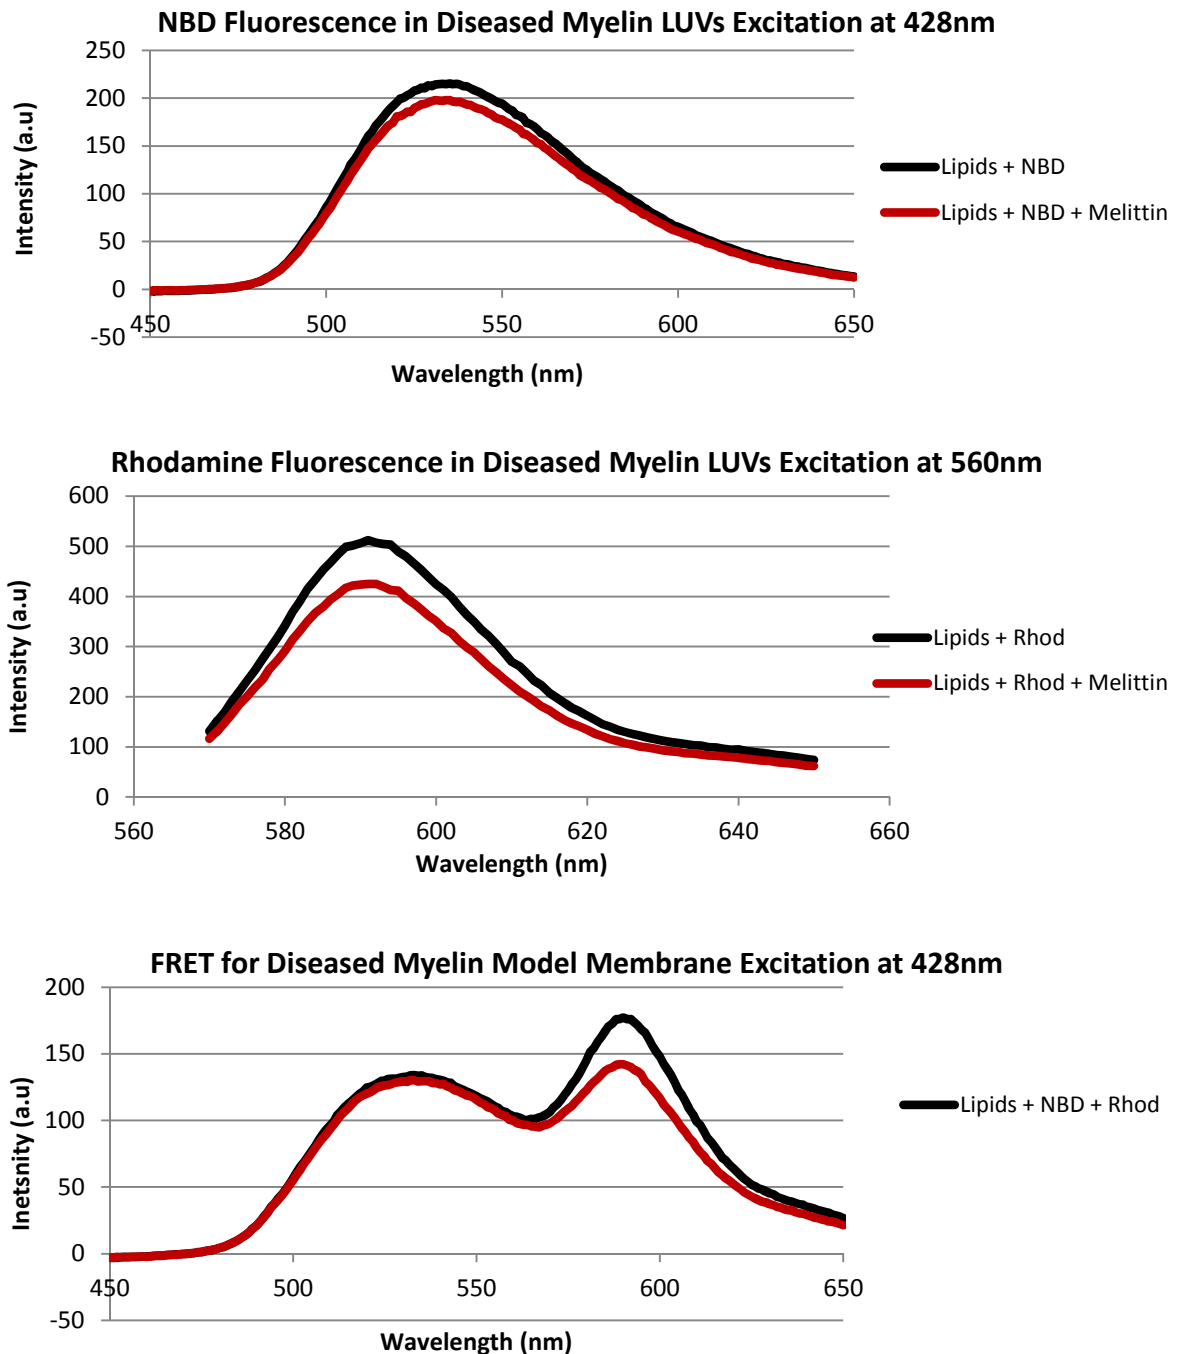 NBD Fluorescence in Diseased Myelin LUVs Excitation at 428nm
250
200
150
100
50
0
-50
450
500
550
600
650
Intensity (a.u)
Wavelength (nm)
Lipids + NBD
Lipids + NBD + Melittin
Rhodamine Fluorescence in Diseased Myelin LUVs Excitation at 560nm
600
500
400
300
200
100
0
560
580
600
620
640
660
Intensity (a.u)
Wavelength (nm)
Lipids + Rhod
Lipids + Rhod + Melittin
FRET for Diseased Myelin Model Membrane Excitation at 428nm
200
150
100
50
0
-50
450
500
550
600
650
Inetsnity (a.u)
Wavelength (nm)
Lipids + NBD + Rhod